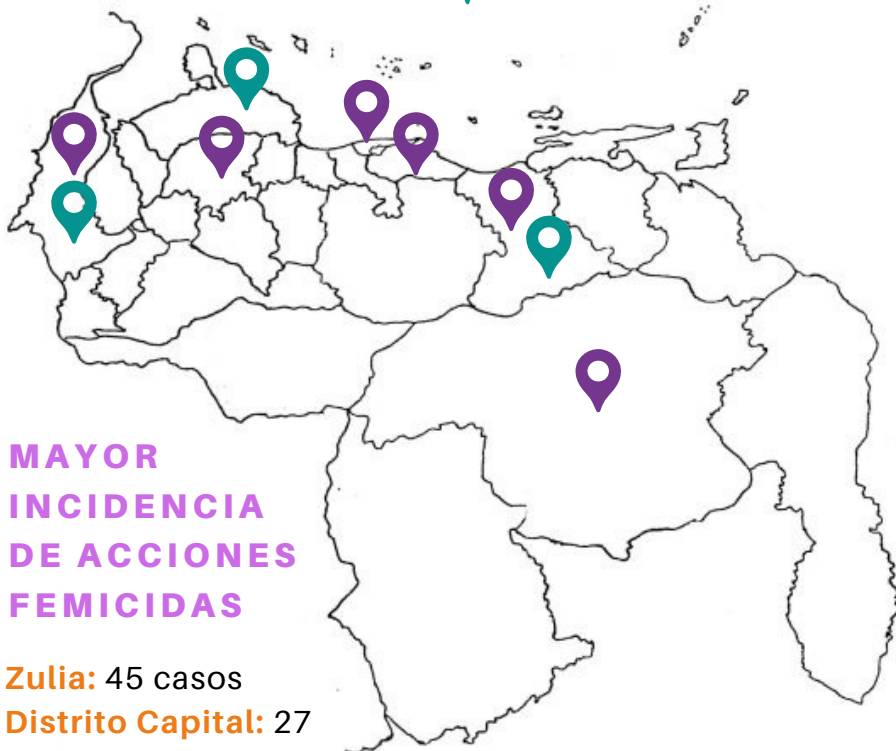 MAYOR
INCIDENCIA
DE ACCIONES
FEMICIDAS
Zulia: 45 casos
Distrito Capital: 27